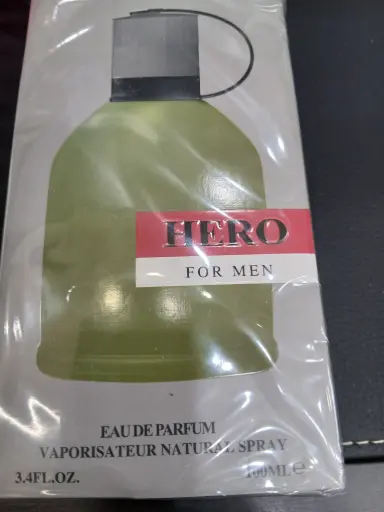 HERO
FOR MEN
EAU DE PARFUM
VAPORISATEUR NATURAL SPRAY
3.4FL.OZ. 100ML℮